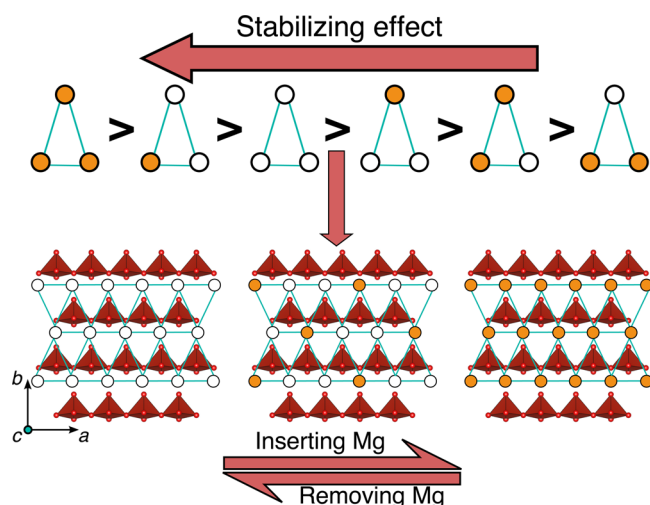 Stabilizing effect
> > > > >
b
c a
Inserting Mg
Removing Mg